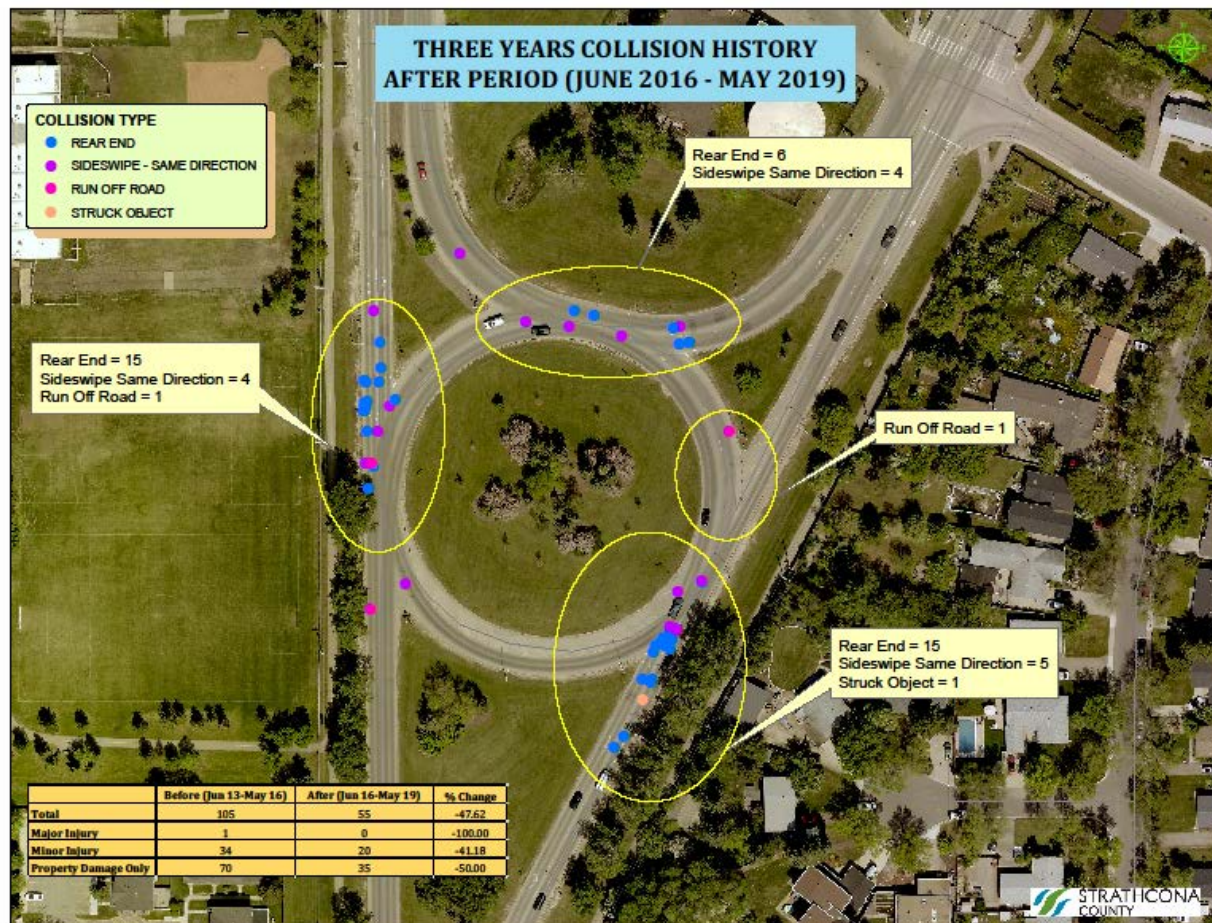 THREE YEARS COLLISION HISTORY
AFTER PERIOD (JUNE 2016 - MAY 2019)
COLLISION TYPE
REAR END
SIDESWIPE - SAME DIRECTION
RUN OFF ROAD
STRUCK OBJECT
Rear End = 6
Sideswipe Same Direction = 4
Rear End = 15
Sideswipe Same Direction = 4
Run Off Road = 1
Run Off Road = 1
Rear End = 15
Sideswipe Same Direction = 5
Struck Object = 1
Before (Jun 13-May 16) After (Jun 16-May 19) % Change
Total 105 55 -47.62
Major Injury 1 0 -100.00
Minor Injury 34 20 -41.18
Property Damage Only 70 35 -50.00
STRATHCONA
COUNTY